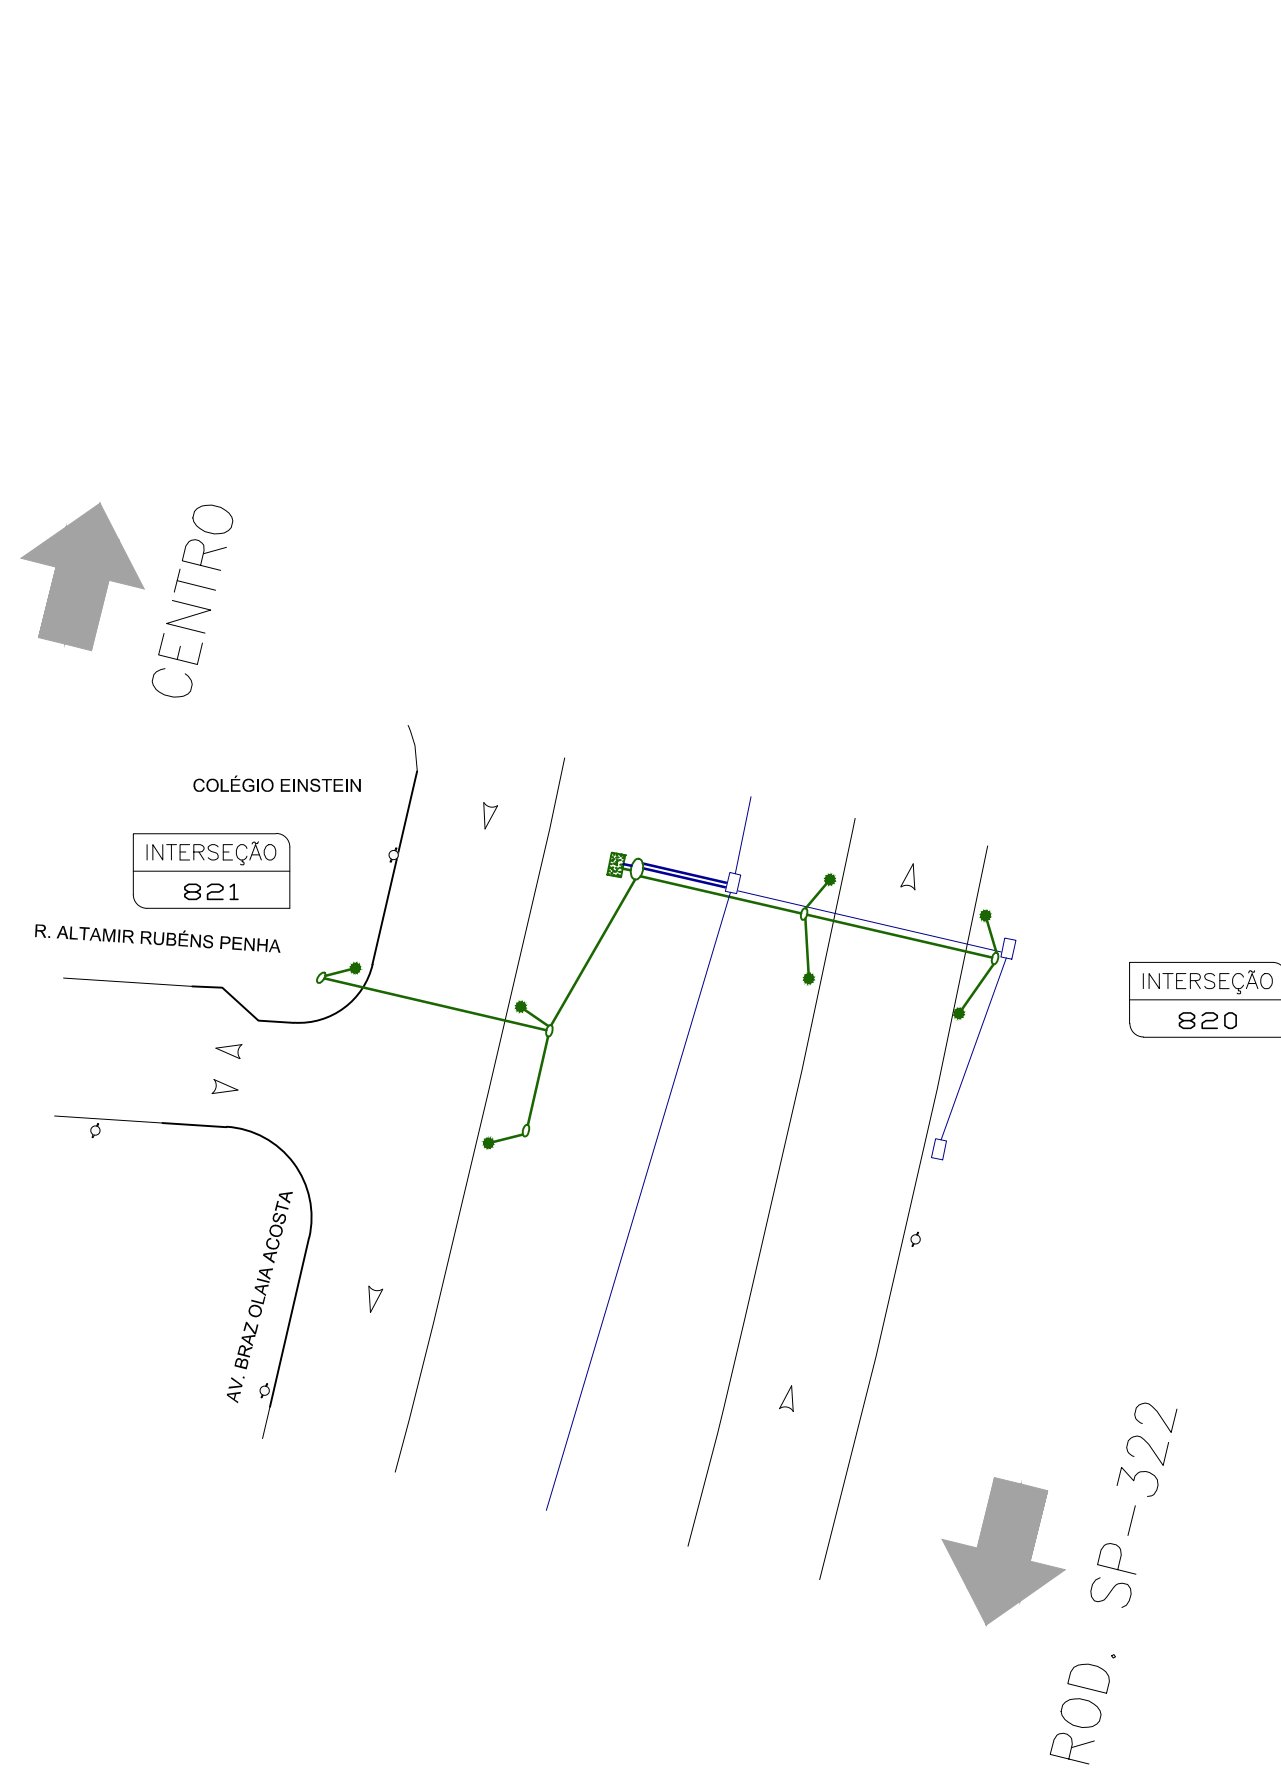 CENTRO
COLÉGIO EINSTEIN
INTERSEÇÃO
821
R. ALTAMIR RUBÉNS PENHA
INTERSEÇÃO
820
AV. BRAZ OLAIA ACOSTA
ROD. SP-322